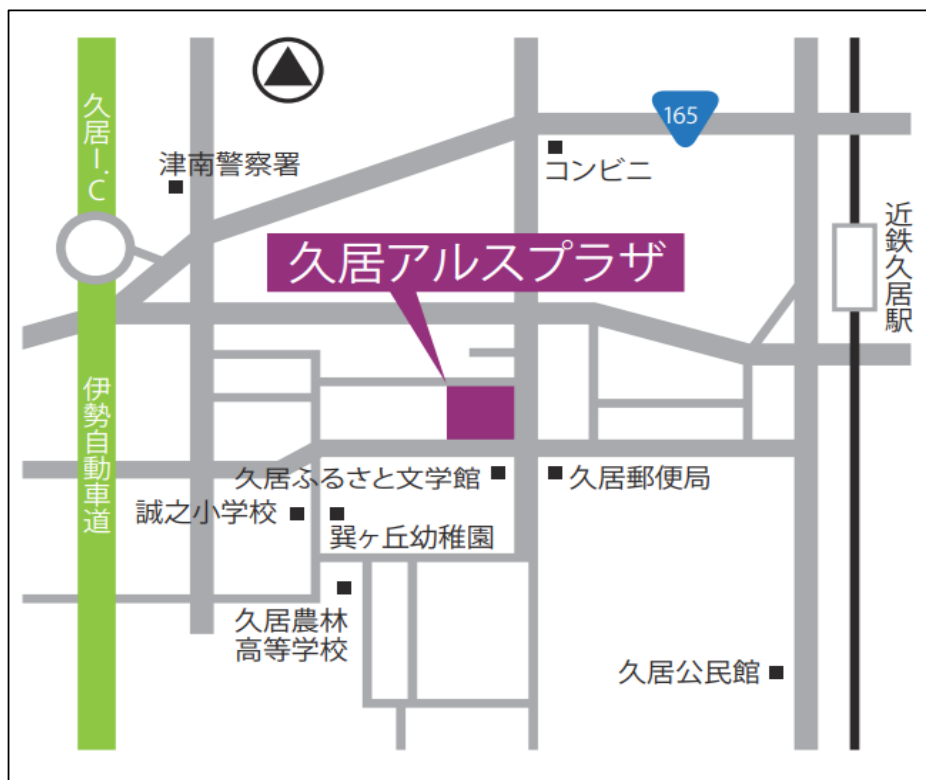 久居I.C
165
津南警察署
コンビニ
近鉄久居駅
久居アルスプラザ
伊勢自動車道
久居ふるさと文学館
久居郵便局
誠之小学校
巽ヶ丘幼稚園
久居農林
高等学校
久居公民館